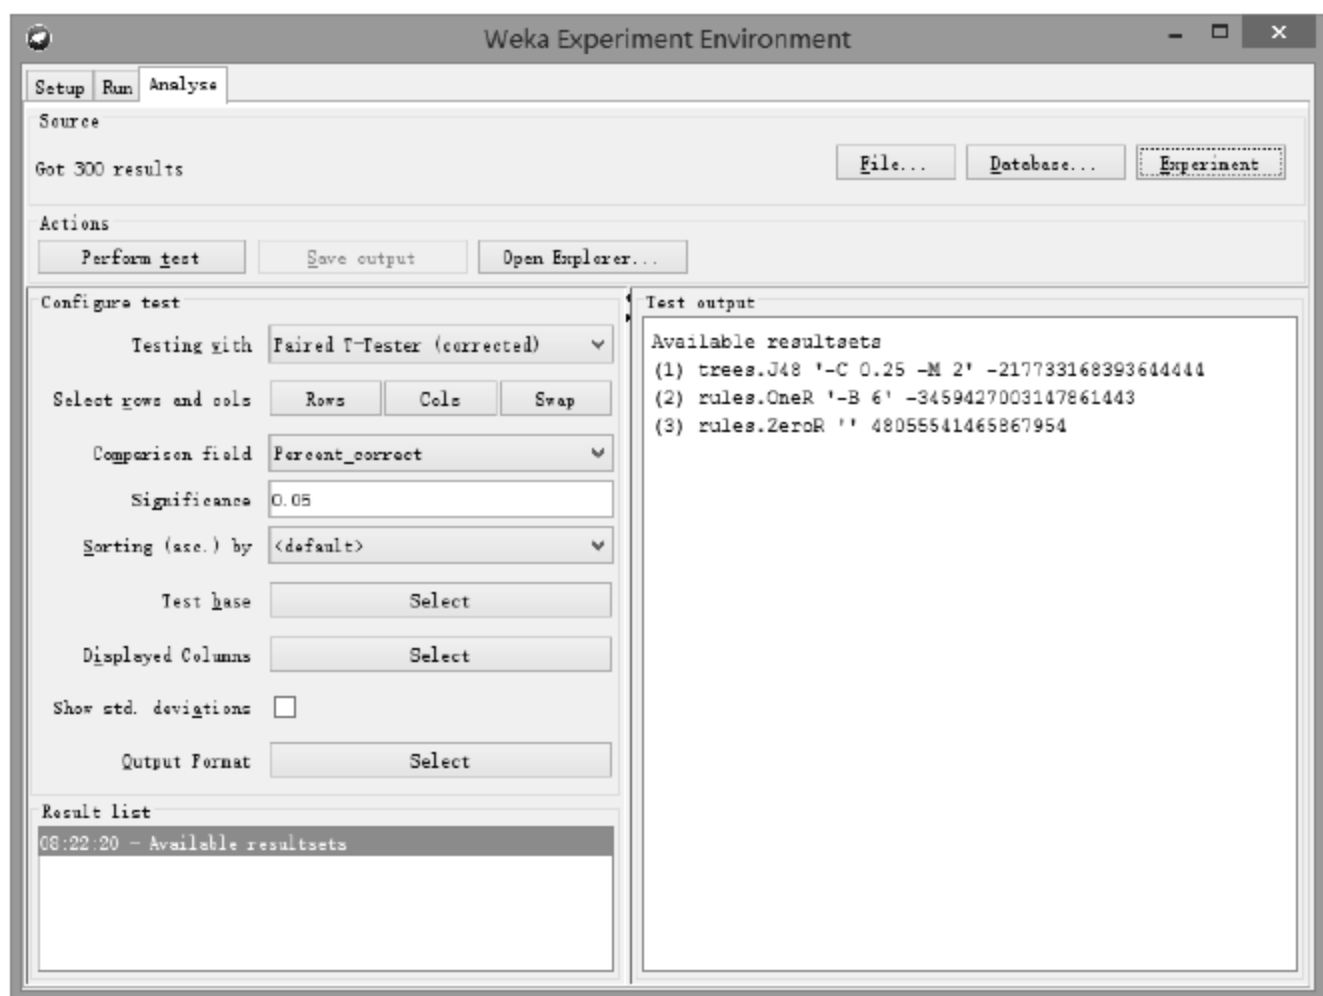 Weka Experiment Environment
Setup Run Analyse
Source
Got 300 results
File... Database... Experiment
Actions
Perform test Save output Open Explorer...
Configure test
Testing with Paired T-Tester (corrected)
Select rows and cols Rows Cols Swap
Comparison field Percent_correct
Significance 0.05
Sorting (asc.) by <default>
Test base Select
Displayed Columns Select
Show std. deviations
Output Format Select
Result list
08:22:20 - Available resultsets
Test output
Available resultsets
(1) trees.J48 '-C 0.25 -M 2' -217733168393644444
(2) rules.OneR '-B 6' -3459427003147861443
(3) rules.ZeroR '' 48055541465867954